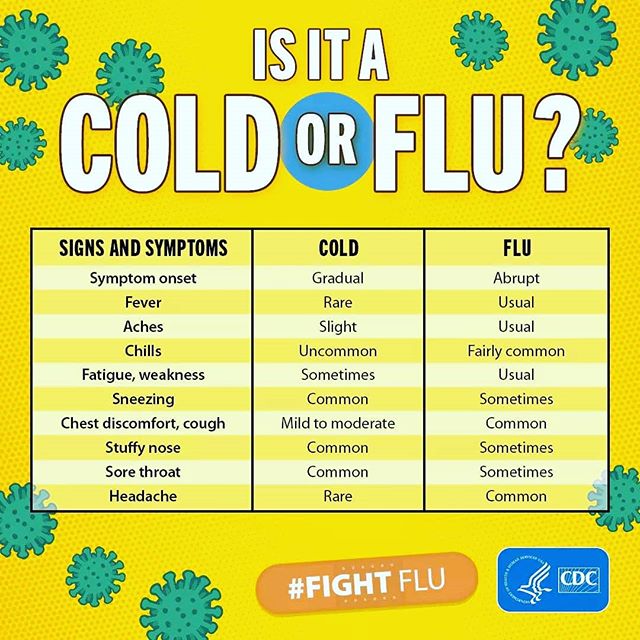 IS IT A
COLD OR FLU?
SIGNS AND SYMPTOMS COLD FLU
Symptom onset Gradual Abrupt
Fever Rare Usual
Aches Slight Usual
Chills Uncommon Fairly common
Fatigue, weakness Sometimes Usual
Sneezing Common Sometimes
Chest discomfort, cough Mild to moderate Common
Stuffy nose Common Sometimes
Sore throat Common Sometimes
Headache Rare Common
#FIGHT FLU
CDC